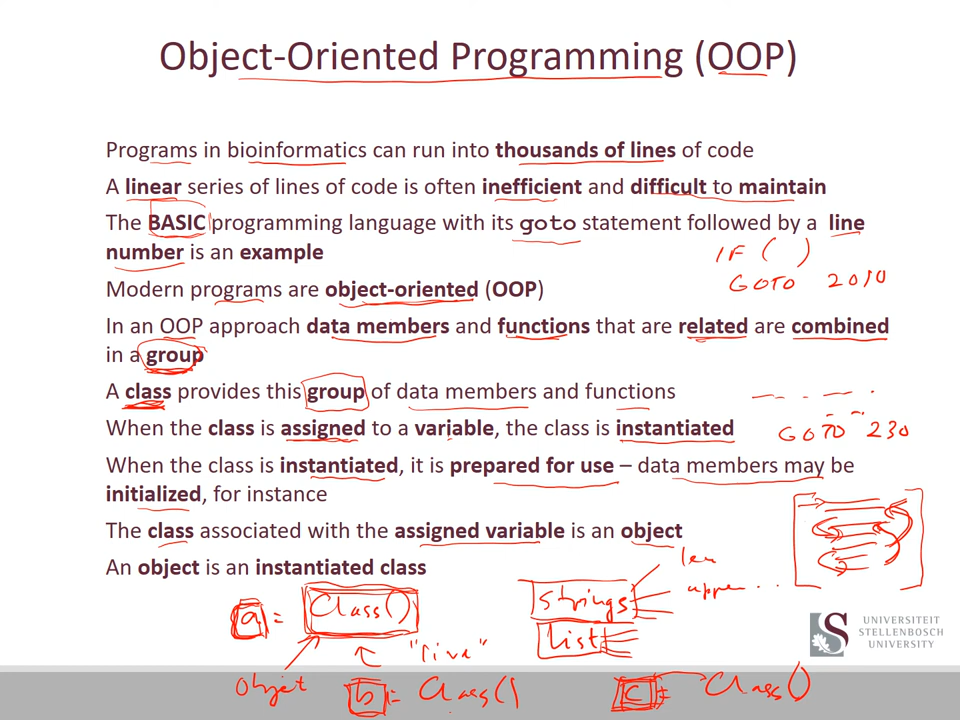 Object-Oriented Programming (OOP)
Programs in bioinformatics can run into thousands of lines of code
A linear series of lines of code is often inefficient and difficult to maintain
The BASIC programming language with its goto statement followed by a line
number is an example
IF ( )
GOTO 2010
Modern programs are object-oriented (OOP)
In an OOP approach data members and functions that are related are combined
in a group
A class provides this group of data members and functions
When the class is assigned to a variable, the class is instantiated
GOTO 230
When the class is instantiated, it is prepared for use – data members may be
initialized, for instance
The class associated with the assigned variable is an object
An object is an instantiated class
len
a = Class()
strings
list
"live"
object
b = Class()
c = Class()
UNIVERSITEIT
STELLENBOSCH
UNIVERSITY